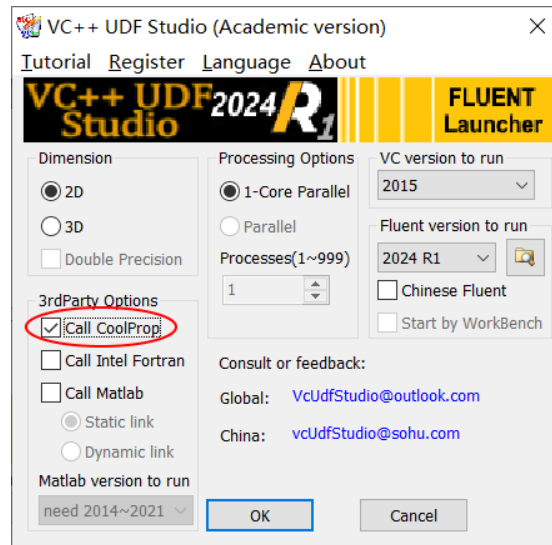 VC++ UDF Studio (Academic version)
Tutorial Register Language About
VC++ UDF Studio 2024 R1
FLUENT Launcher
Dimension
2D
3D
Double Precision
3rdParty Options
Call CoolProp
Call Intel Fortran
Call Matlab
Static link
Dynamic link
Matlab version to run
need 2014~2021
Processing Options
1-Core Parallel
Parallel
Processes(1~999)
1
VC version to run
2015
Fluent version to run
2024 R1
Chinese Fluent
Start by WorkBench
Consult or feedback:
Global: VcUdfStudio@outlook.com
China: vcUdfStudio@sohu.com
OK
Cancel